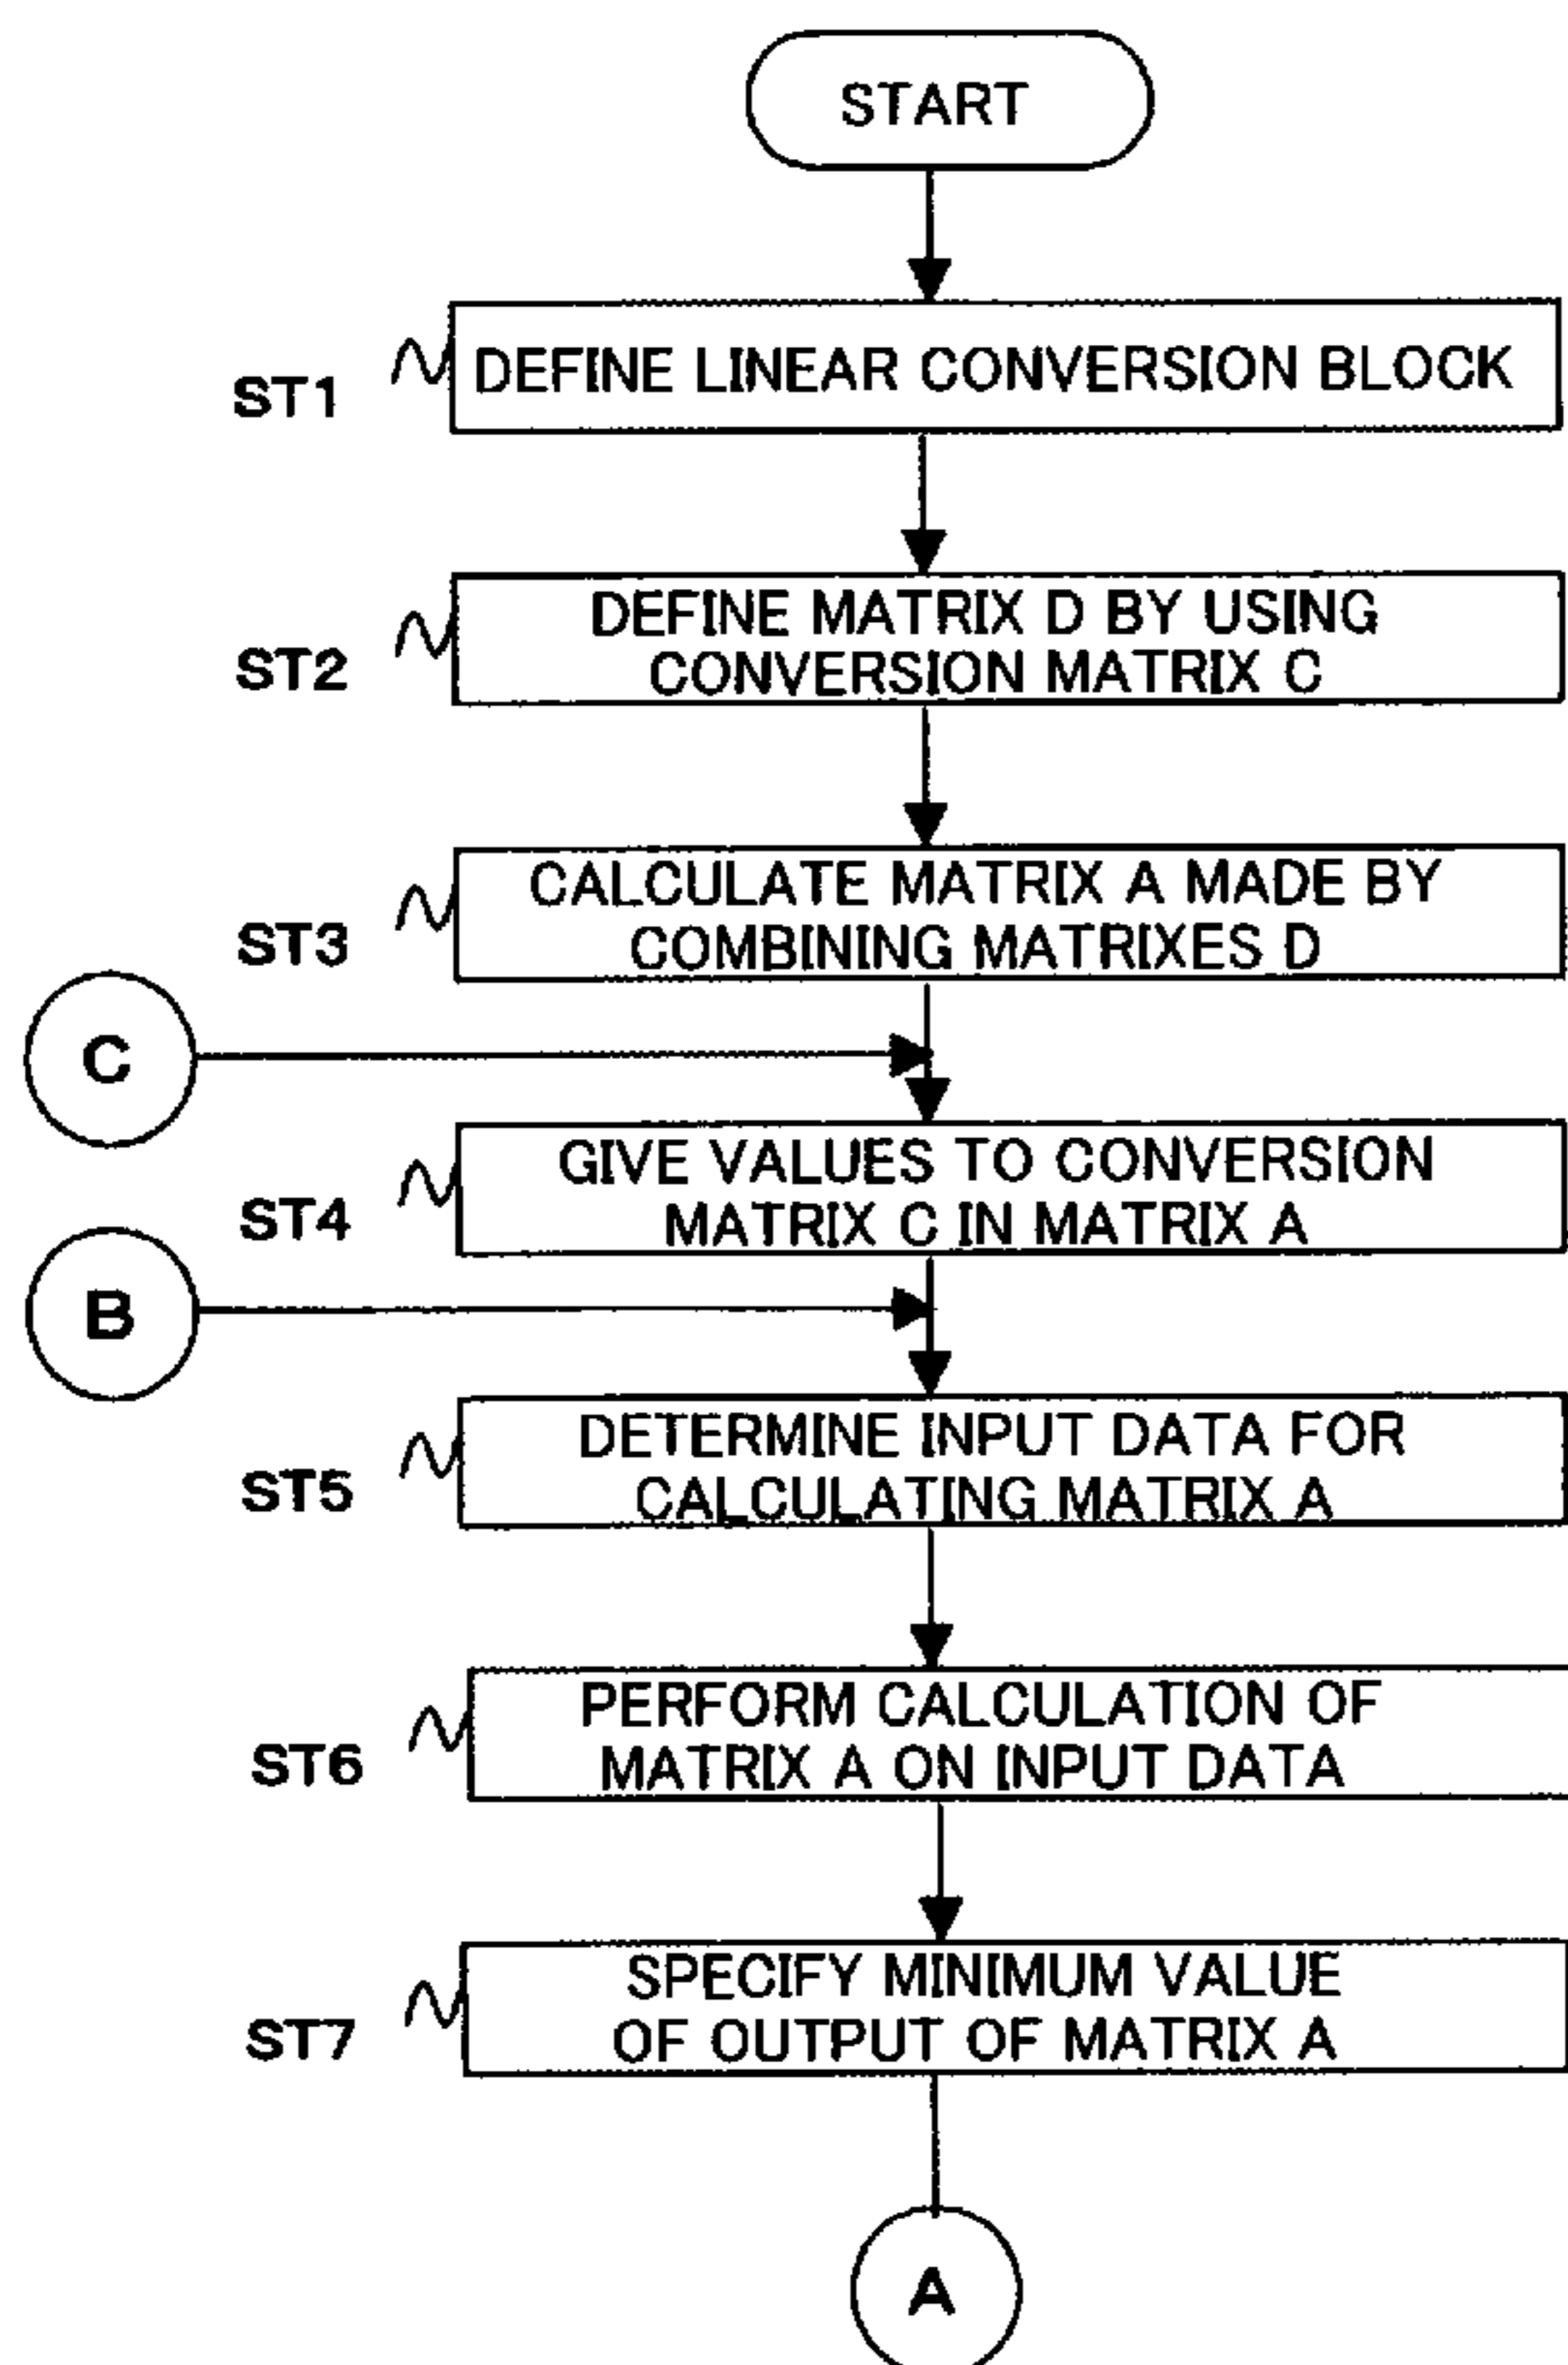 START
ST1
DEFINE LINEAR CONVERSION BLOCK
ST2
DEFINE MATRIX D BY USING
CONVERSION MATRIX C
ST3
CALCULATE MATRIX A MADE BY
COMBINING MATRIXES D
C
ST4
GIVE VALUES TO CONVERSION
MATRIX C IN MATRIX A
B
ST5
DETERMINE INPUT DATA FOR
CALCULATING MATRIX A
ST6
PERFORM CALCULATION OF
MATRIX A ON INPUT DATA
ST7
SPECIFY MINIMUM VALUE
OF OUTPUT OF MATRIX A
A